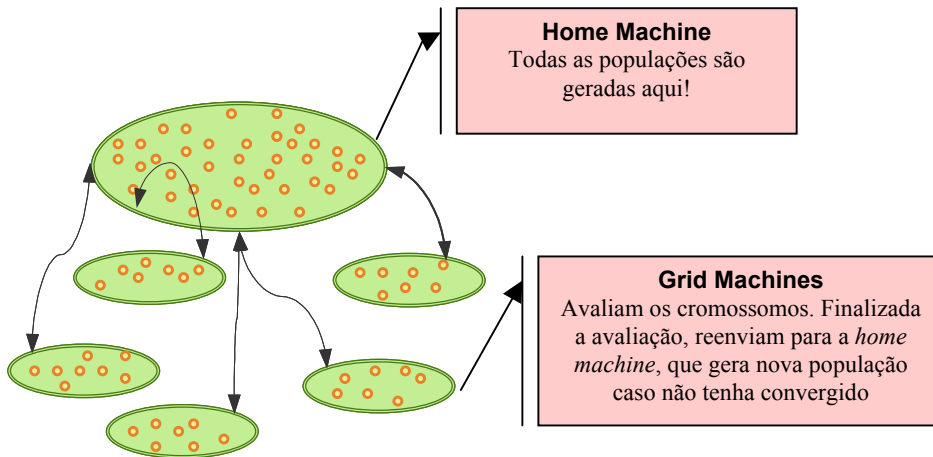 Home Machine
Todas as populações são
geradas aqui!
Grid Machines
Avaliam os cromossomos. Finalizada
a avaliação, reenviam para a home
machine, que gera nova população
caso não tenha convergido